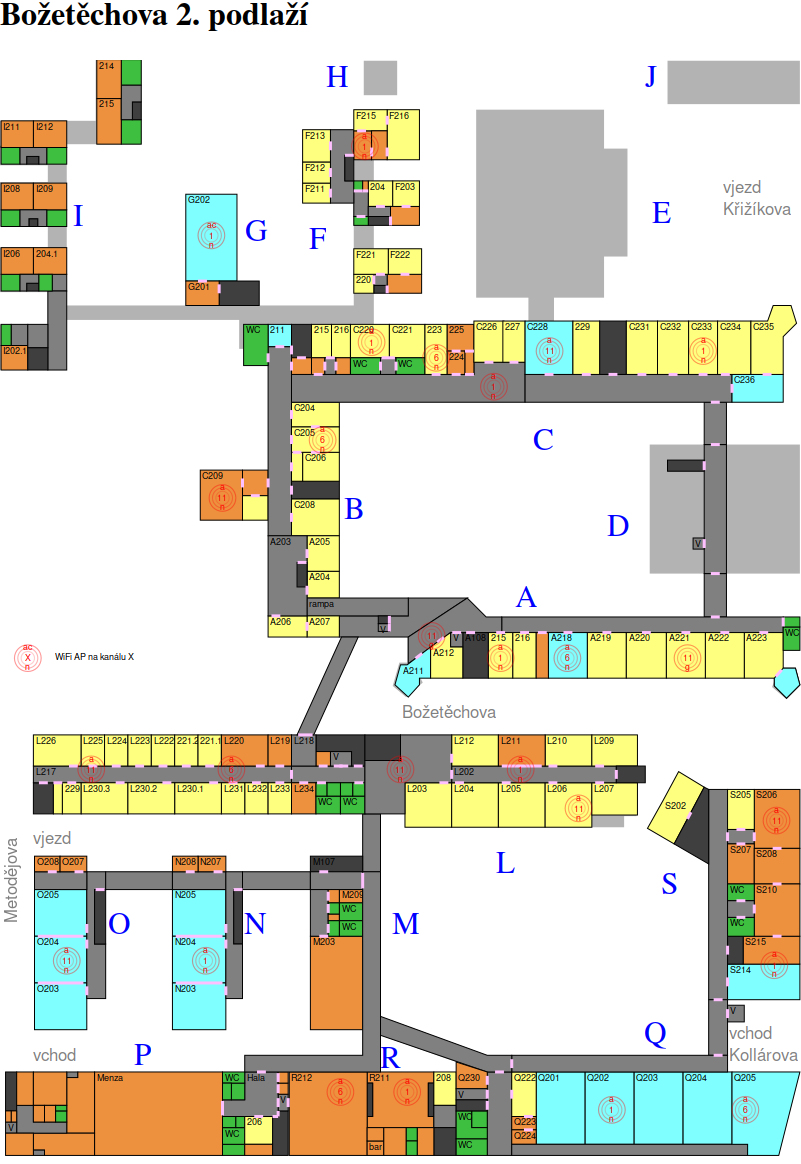 Božetěchova 2. podlaží
H
J
214
215
I211 I212
I208 I209
I
I206 204.1
I202.1
G202
ac
1
n
G
G201
F213
F212
F211
F215 F216
a
1
n
204 F203
F
F221 F222
220
E
vjezd
Křižíkova
WC
211
215 216 C220 C221 223 225
a
1
n
a
6
n
224
WC
WC
C226 227 C228 229 C231 C232 C233 C234 C235
a
11
n
a
1
n
a
1
n
C236
C204
C205
a
6
n
C206
C208
C209
a
11
n
B
C
D
V
A203
A205
A204
rampa
A206 A207
V
A
11
n
V
A108 215 216 A218 A219 A220 A221 A222 A223
WC
A212
A211
a
1
n
a
6
n
11
g
ac
X
n
WiFi AP na kanálu X
Božetěchova
L226 L225 L224 L223 L222 221.2 221.1 L220 L219 L218
V
L217
a
11
n
a
6
n
11
n
L212 L211 L210 L209
L202
a
1
n
229 L230.3 L230.2 L230.1 L231 L232 L233 L234
WC WC
L203 L204 L205 L206 L207
a
11
n
L
S202
S
S205 S206
a
11
n
S207 S208
S210
WC
WC
S215
a
1
n
S214
V
vchod
Kollárova
Metodějova
vjezd
O208 O207
O205
O204
a
11
n
O203
O
N208 N207
N205
N204
a
1
n
N203
N
M107
M209
WC
WC
M203
M
vchod
P
R
Q
V
Menza
WC
WC
Hala
V
206
R212
a
6
n
R211
a
1
n
bar
208
Q230
V
WC
WC
Q222
Q223
Q224
Q201 Q202 Q203 Q204 Q205
a
1
n
a
6
n